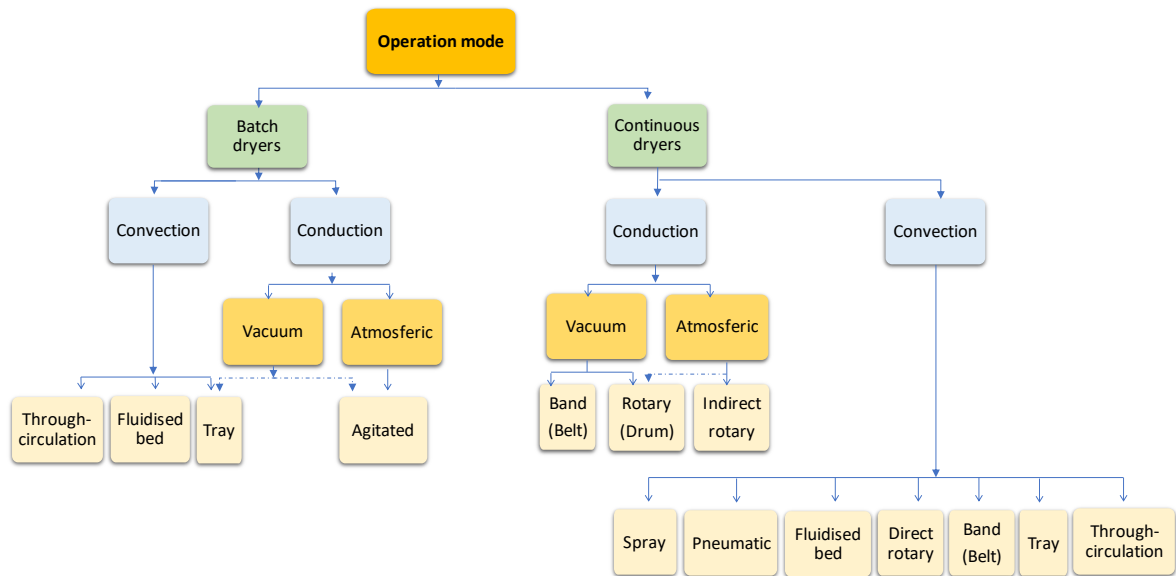 Operation mode
Batch
dryers
Continuous
dryers
Convection
Conduction
Conduction
Convection
Vacuum
Atmosferic
Vacuum
Atmosferic
Through-
circulation
Fluidised
bed
Tray
Agitated
Band
(Belt)
Rotary
(Drum)
Indirect
rotary
Spray
Pneumatic
Fluidised
bed
Direct
rotary
Band
(Belt)
Tray
Through-
circulation